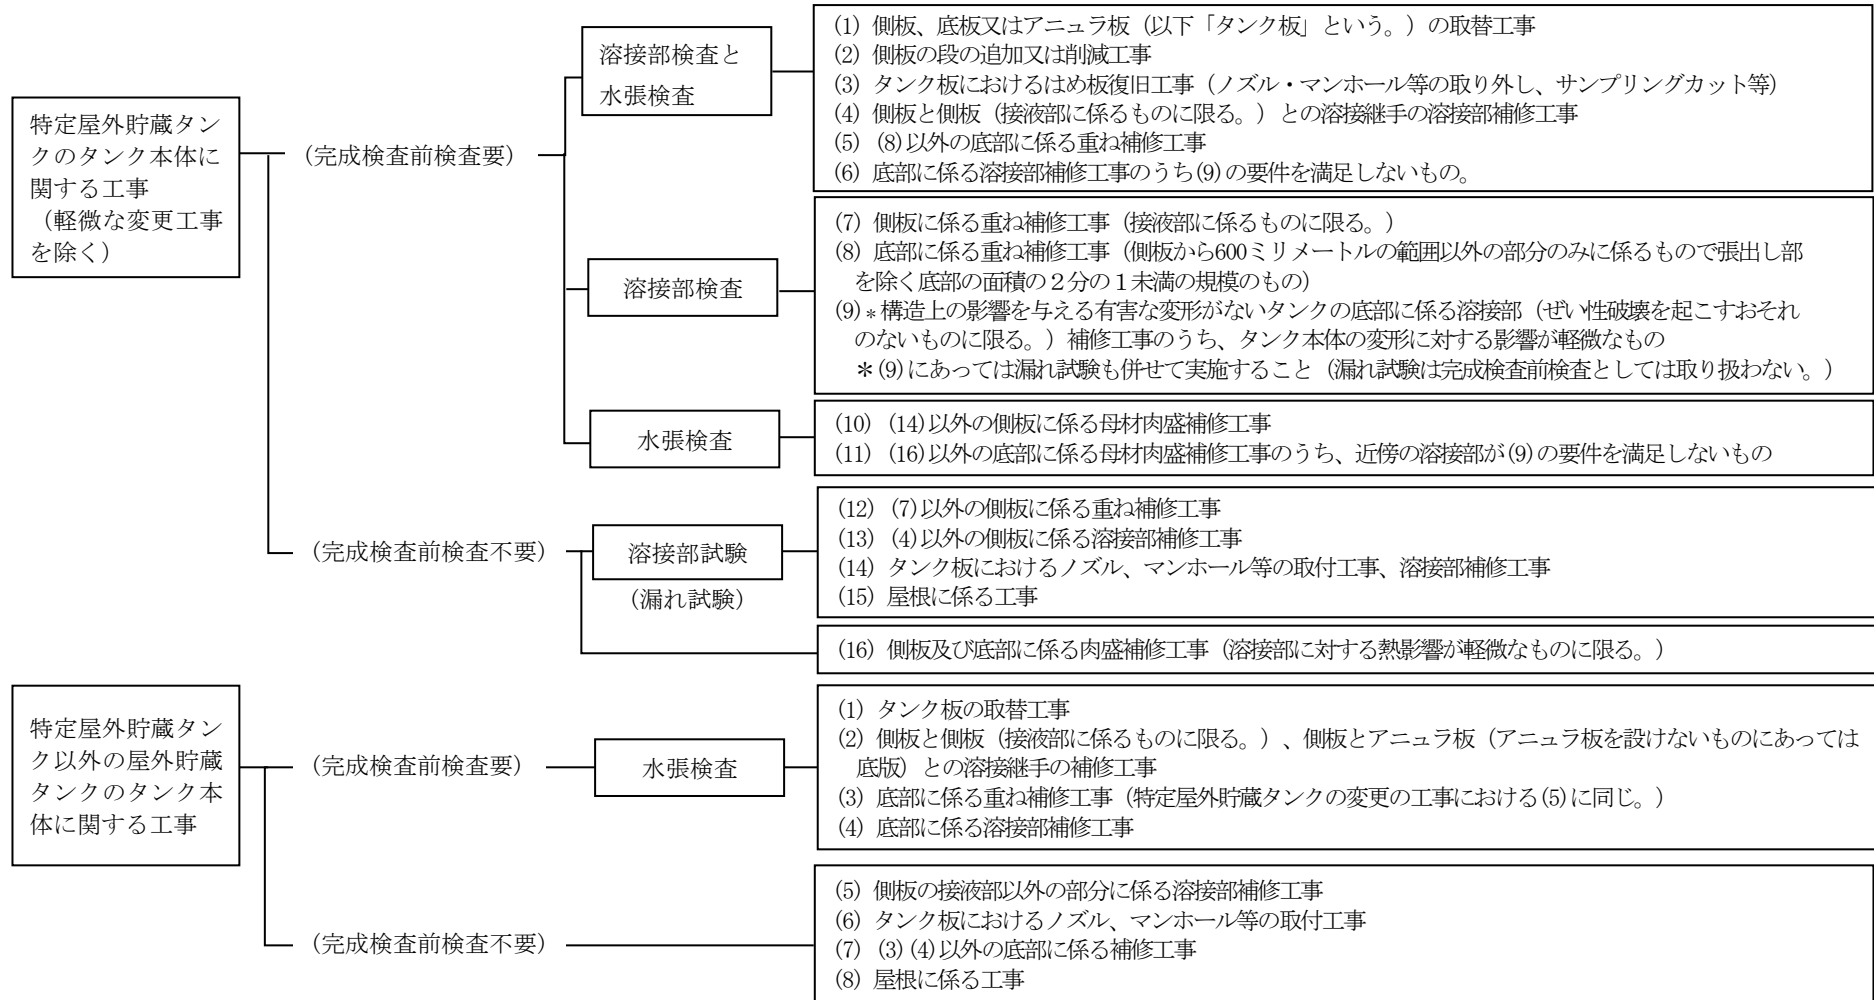 特定屋外貯蔵タン
クのタンク本体に
関する工事
（軽微な変更工事
を除く）
（完成検査前検査要）
溶接部検査と
水張検査
(1) 側板、底板又はアニュラ板（以下「タンク板」という。）の取替工事
(2) 側板の段の追加又は削減工事
(3) タンク板におけるはめ板復旧工事（ノズル・マンホール等の取り外し、サンプリングカット等）
(4) 側板と側板（接液部に係るものに限る。）との溶接継手の溶接部補修工事
(5) (8)以外の底部に係る重ね補修工事
(6) 底部に係る溶接部補修工事のうち(9)の要件を満足しないもの。
溶接部検査
(7) 側板に係る重ね補修工事（接液部に係るものに限る。）
(8) 底部に係る重ね補修工事（側板から600ミリメートルの範囲以外の部分のみに係るもので張出し部
を除く底部の面積の２分の１未満の規模のもの）
(9)＊構造上の影響を与える有害な変形がないタンクの底部に係る溶接部（ぜい性破壊を起こすおそれ
のないものに限る。）補修工事のうち、タンク本体の変形に対する影響が軽微なもの
＊(9)にあっては漏れ試験も併せて実施すること（漏れ試験は完成検査前検査としては取り扱わない。）
水張検査
(10) (14)以外の側板に係る母材肉盛補修工事
(11) (16)以外の底部に係る母材肉盛補修工事のうち、近傍の溶接部が(9)の要件を満足しないもの
（完成検査前検査不要）
溶接部試験
（漏れ試験）
(12) (7)以外の側板に係る重ね補修工事
(13) (4)以外の側板に係る溶接部補修工事
(14) タンク板におけるノズル、マンホール等の取付工事、溶接部補修工事
(15) 屋根に係る工事
(16) 側板及び底部に係る肉盛補修工事（溶接部に対する熱影響が軽微なものに限る。）
特定屋外貯蔵タン
ク以外の屋外貯蔵
タンクのタンク本
体に関する工事
（完成検査前検査要）
水張検査
(1) タンク板の取替工事
(2) 側板と側板（接液部に係るものに限る。）、側板とアニュラ板（アニュラ板を設けないものにあっては
底版）との溶接継手の補修工事
(3) 底部に係る重ね補修工事（特定屋外貯蔵タンクの変更の工事における(5)に同じ。）
(4) 底部に係る溶接部補修工事
（完成検査前検査不要）
(5) 側板の接液部以外の部分に係る溶接部補修工事
(6) タンク板におけるノズル、マンホール等の取付工事
(7) (3)(4)以外の底部に係る補修工事
(8) 屋根に係る工事